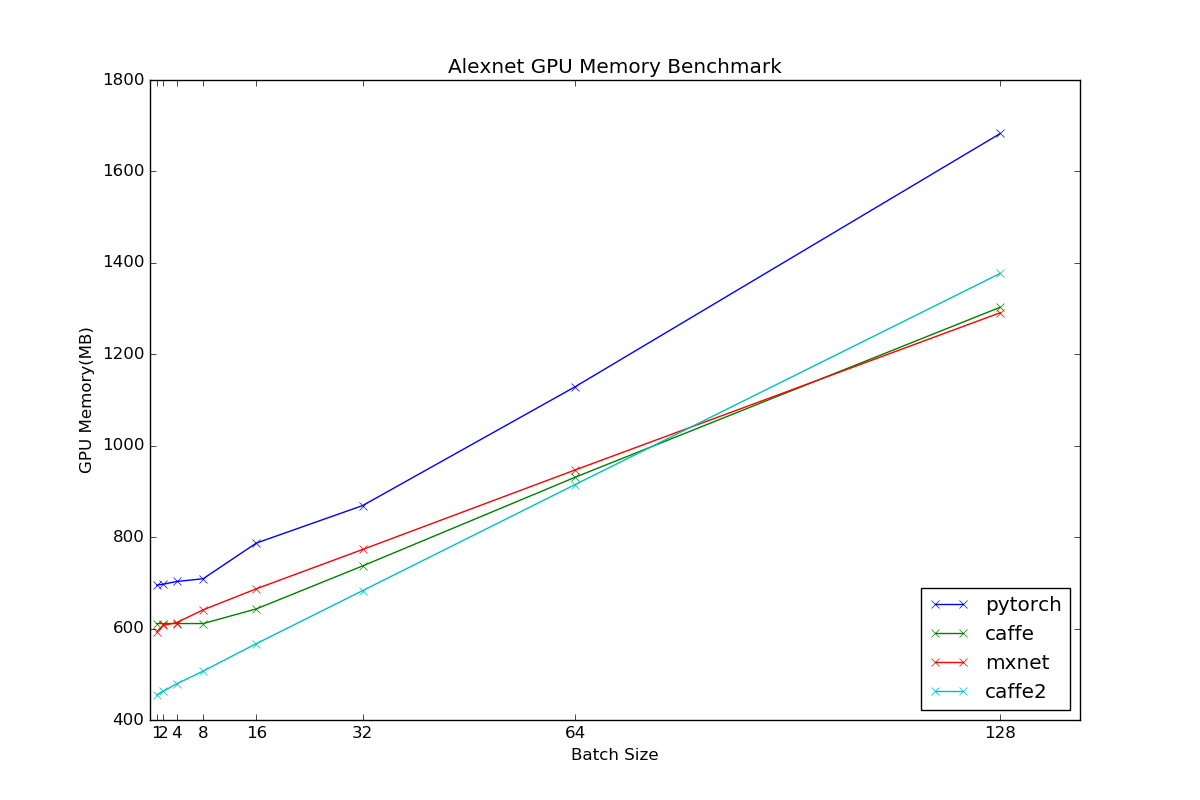 Alexnet GPU Memory Benchmark
1800
1600
1400
1200
1000
800
600
400
GPU Memory(MB)
1 2 4 8 16 32 64 128
Batch Size
pytorch
caffe
mxnet
caffe2